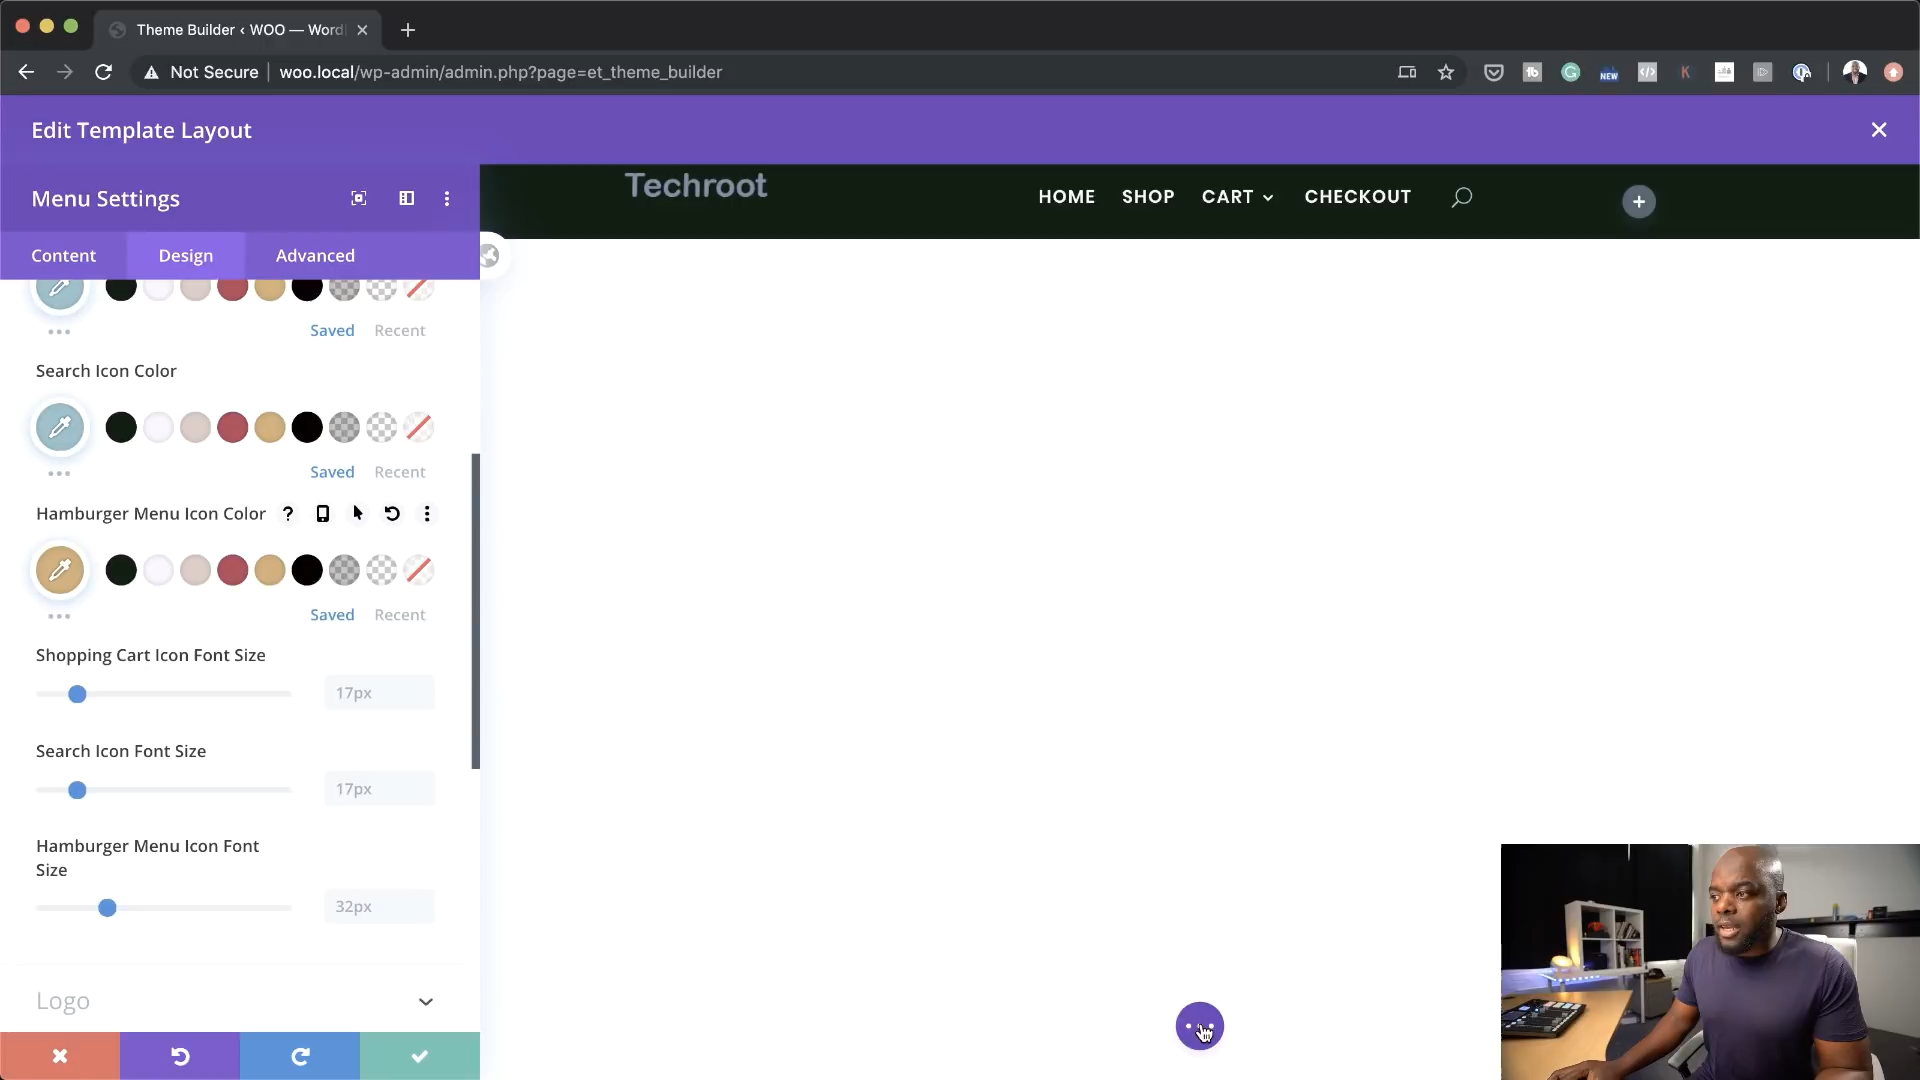 Theme Builder ‹ WOO — Word
Not Secure
woo.local/wp-admin/admin.php?page=et_theme_builder
NEW
K
Edit Template Layout
Menu Settings
Content
Design
Advanced
Techroot
HOME
SHOP
CART
CHECKOUT
Saved
Recent
Search Icon Color
Saved
Recent
Hamburger Menu Icon Color
Saved
Recent
Shopping Cart Icon Font Size
17px
Search Icon Font Size
17px
Hamburger Menu Icon Font
Size
32px
Logo